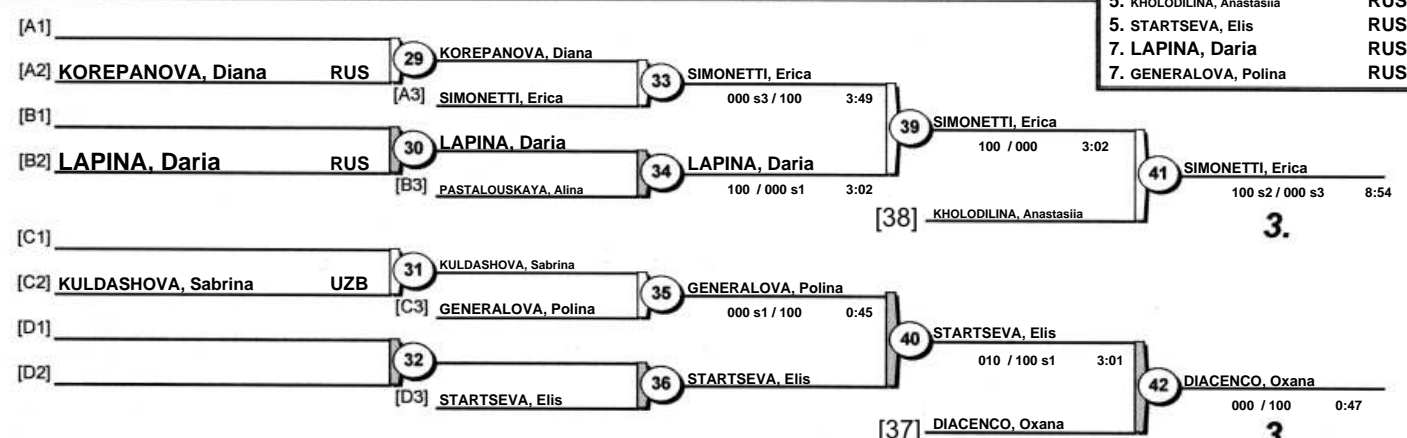 5. KHOLODILINA, Anastasiia RUS
5. STARTSEVA, Elis RUS
7. LAPINA, Daria RUS
7. GENERALOVA, Polina RUS
[A1]
[A2] KOREPANOVA, Diana RUS
29
KOREPANOVA, Diana
[A3] SIMONETTI, Erica
33
SIMONETTI, Erica
000 s3 / 100 3:49
[B1]
[B2] LAPINA, Daria RUS
30
LAPINA, Daria
[B3] PASTALOUSKAYA, Alina
34
LAPINA, Daria
100 / 000 s1 3:02
39
SIMONETTI, Erica
100 / 000 3:02
[38] KHOLODILINA, Anastasiia
41
SIMONETTI, Erica
100 s2 / 000 s3 8:54
3.
[C1]
[C2] KULDASHOVA, Sabrina UZB
31
KULDASHOVA, Sabrina
[C3] GENERALOVA, Polina
35
GENERALOVA, Polina
000 s1 / 100 0:45
[D1]
[D2]
32
[D3] STARTSEVA, Elis
36
STARTSEVA, Elis
40
STARTSEVA, Elis
010 / 100 s1 3:01
[37] DIACENCO, Oxana
42
DIACENCO, Oxana
000 / 100 0:47
3